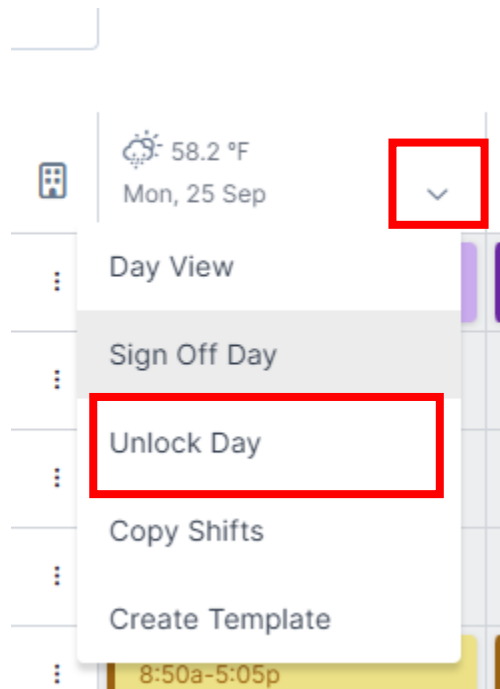 58.2 °F
Mon, 25 Sep
Day View
Sign Off Day
Unlock Day
Copy Shifts
Create Template
8:50a-5:05p